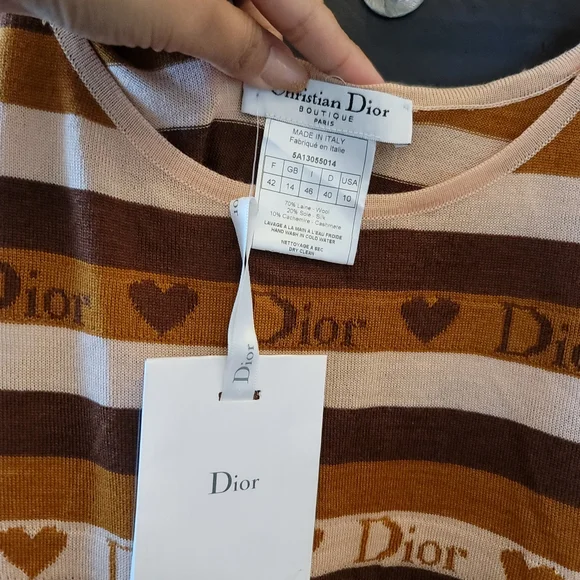 Christian Dior
BOUTIQUE
PARIS
MADE IN ITALY
Fabriqué en Italie
5A13055014
F GB I D USA
42 14 46 40 10
70% Laine - Wool
20% Soie - Silk
10% Cachemire - Cashmere
LAVAGE A LA MAIN A L'EAU FROIDE
HAND WASH IN COLD WATER
NETTOYAGE A SEC
DRY CLEAN
Dior
Dior Dior Dior
Dior
Dior
D Dior D